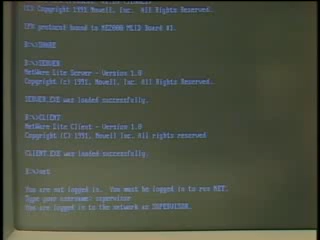 (C) Copyright 1991, Novell, Inc. All Rights Reserved.
IPX protocol bound to NE2000 MLID Board #1.
D:\>SHARE
D:\>SERVER
NetWare Lite Server - Version 1.0
Copyright (c) 1991, Novell, Inc. All Rights Reserved.
SERVER.EXE was loaded successfully.
D:\>CLIENT
NetWare Lite Client - Version 1.0
Copyright (C) 1991, Novell, Inc. All rights reserved
CLIENT.EXE was loaded successfully.
D:\>net
You are not logged in. You must be logged in to run NET.
Type your username: supervisor
You are logged in to the network as SUPERVISOR.